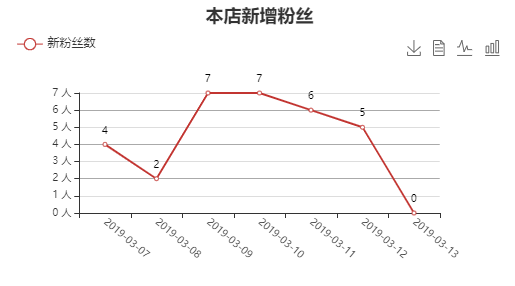 本店新增粉丝
新粉丝数
7 人
6 人
5 人
4 人
3 人
2 人
1 人
0 人
4
2
7
7
6
5
0
2019-03-07
2019-03-08
2019-03-09
2019-03-10
2019-03-11
2019-03-12
2019-03-13